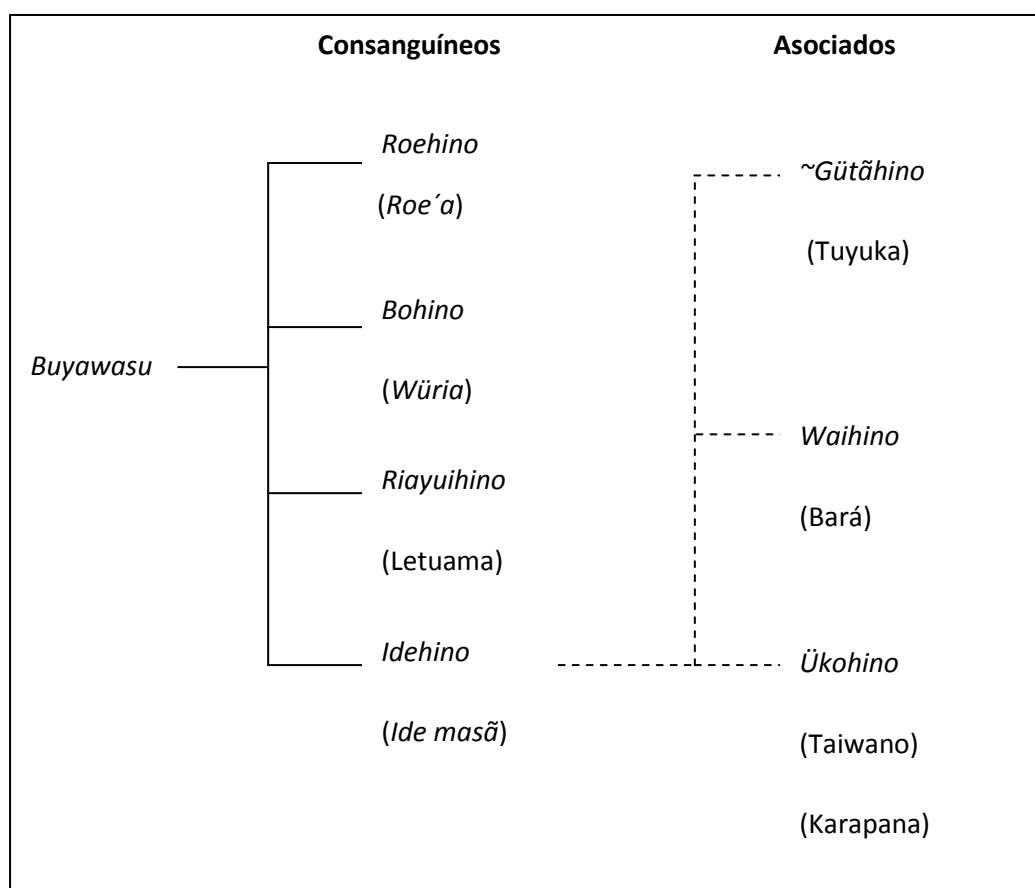 Consanguíneos
Asociados
Buyawasu
Roehino
(Roe´a)
Bohino
(Würia)
Riayuihino
(Letuama)
Idehino
(Ide masã)
~Gütãhino
(Tuyuka)
Waihino
(Bará)
Ükohino
(Taiwano)
(Karapana)